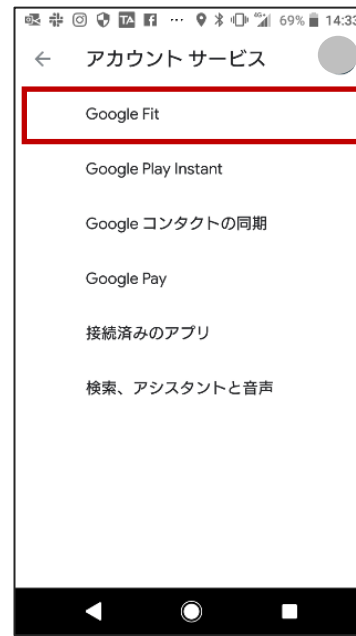 69% 14:33
アカウント サービス
Google Fit
Google Play Instant
Google コンタクトの同期
Google Pay
接続済みのアプリ
検索、アシスタントと音声